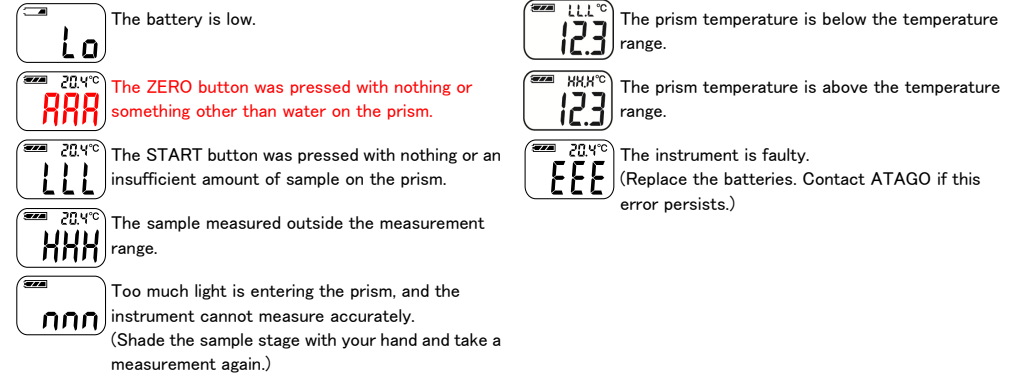 The battery is low.
Lo
20.4°C
AAA
The ZERO button was pressed with nothing or
something other than water on the prism.
20.4°C
LLL
The START button was pressed with nothing or an
insufficient amount of sample on the prism.
20.4°C
HHH
The sample measured outside the measurement
range.
nnn
Too much light is entering the prism, and the
instrument cannot measure accurately.
(Shade the sample stage with your hand and take a
measurement again.)
LL.L°C
12.3
The prism temperature is below the temperature
range.
HH.H°C
12.3
The prism temperature is above the temperature
range.
20.4°C
EEE
The instrument is faulty.
(Replace the batteries. Contact ATAGO if this
error persists.)